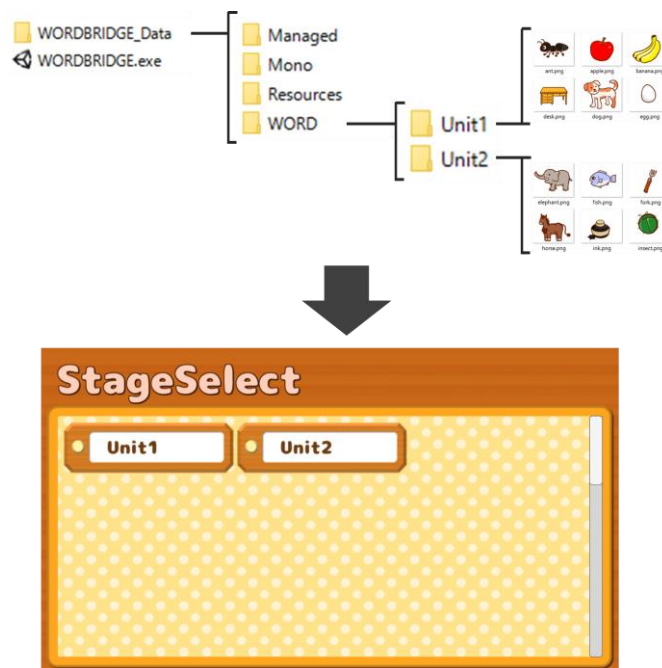 WORDBRIDGE_Data
WORDBRIDGE.exe
Managed
Mono
Resources
WORD
Unit1
Unit2
ant.png apple.png banana.png
desk.png dog.png egg.png
elephant.png fish.png fork.png
horse.png ink.png insect.png
StageSelect
Unit1 Unit2